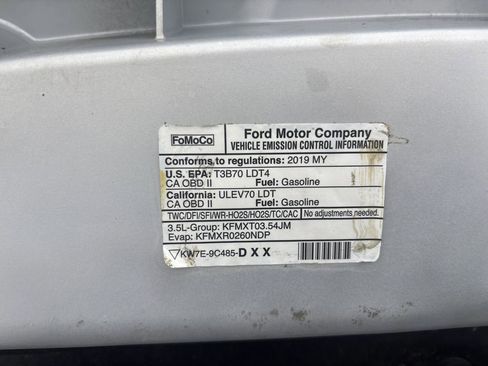 FoMoCo
Ford Motor Company
VEHICLE EMISSION CONTROL INFORMATION
Conforms to regulations: 2019 MY
U.S. EPA: T3B70 LDT4
CA OBD II Fuel: Gasoline
California: ULEV70 LDT
CA OBD II Fuel: Gasoline
TWC/DFI/SFI/WR-HO2S/HO2S/TC/CAC No adjustments needed.
3.5L-Group: KFMXT03.54JM
Evap: KFMXR0260NDP
KW7E-9C485-DXX